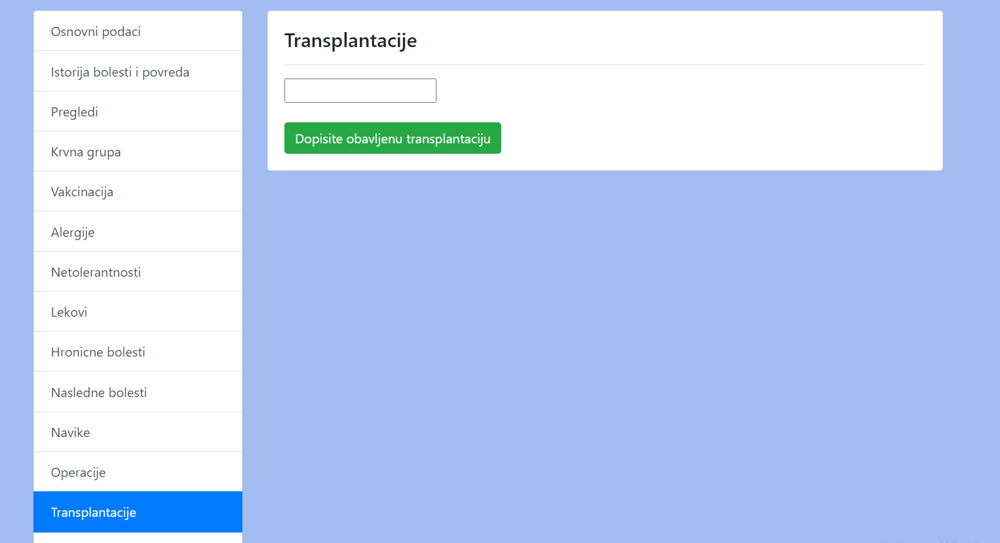 Osnovni podaci
Istorija bolesti i povreda
Pregledi
Krvna grupa
Vakcinacija
Alergije
Netolerantnosti
Lekovi
Hronicne bolesti
Nasledne bolesti
Navike
Operacije
Transplantacije
Transplantacije
Dopisite obavljenu transplantaciju